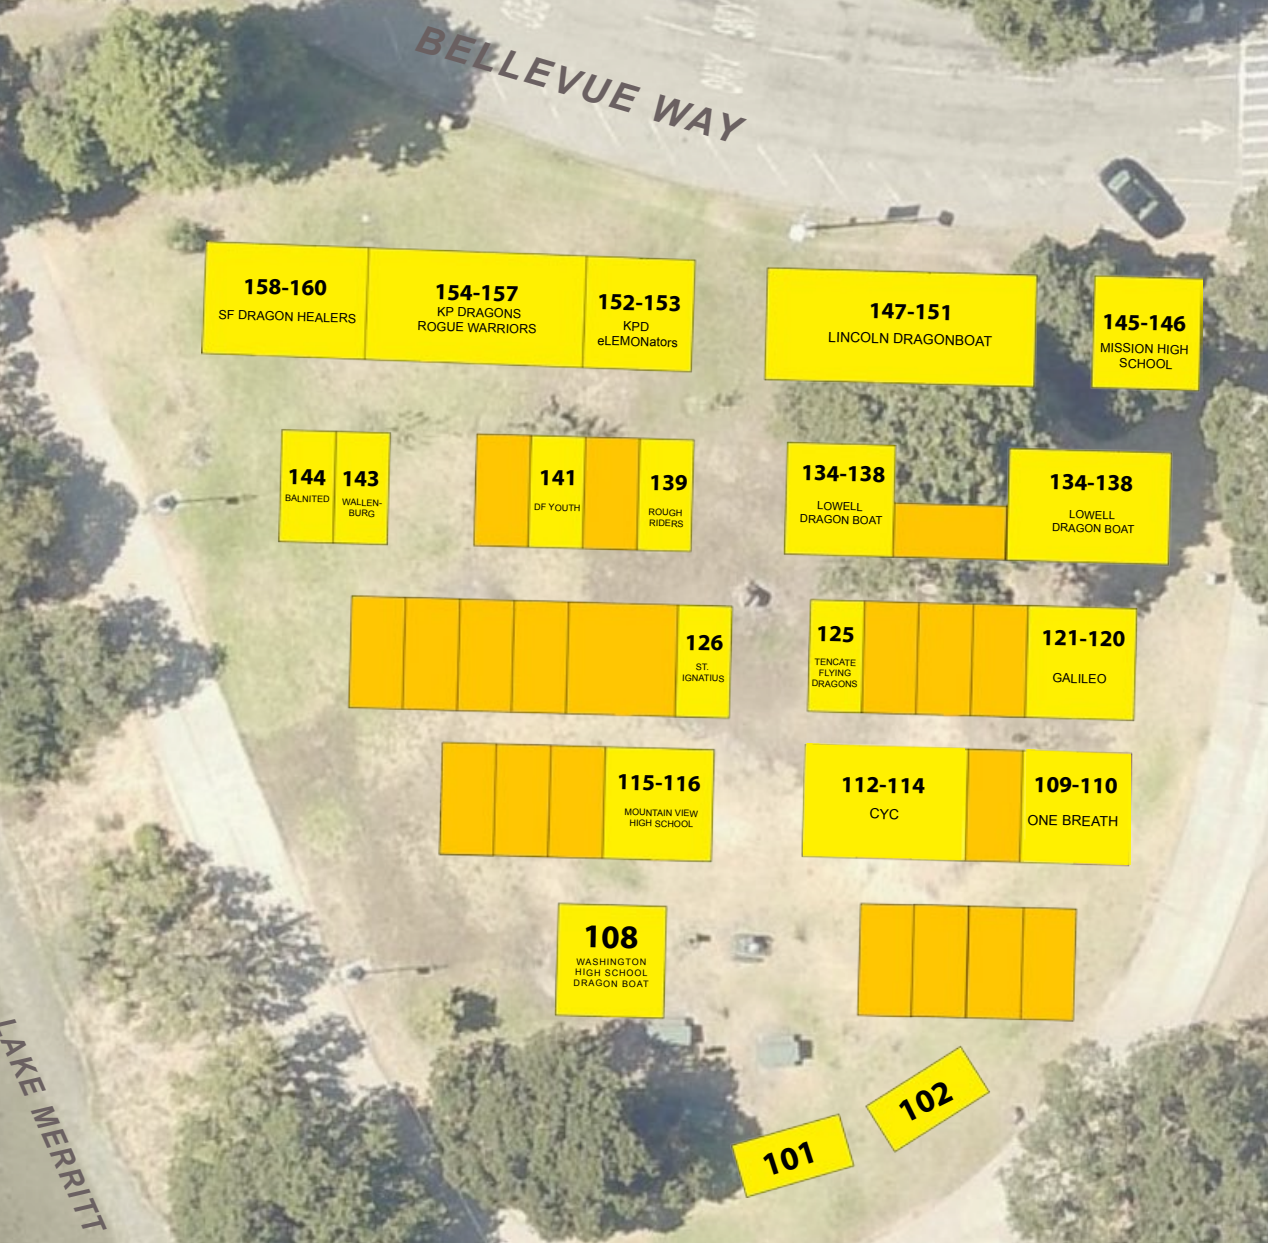 BELLEVUE WAY
158-160
SF DRAGON HEALERS
154-157
KP DRAGONS
ROGUE WARRIORS
152-153
KPD
eLEMONators
147-151
LINCOLN DRAGONBOAT
145-146
MISSION HIGH
SCHOOL
144
BALNITED
143
WALLEN-
BURG
141
DF YOUTH
139
ROUGH
RIDERS
134-138
LOWELL
DRAGON BOAT
134-138
LOWELL
DRAGON BOAT
126
ST.
IGNATIUS
125
TENCATE
FLYING
DRAGONS
121-120
GALILEO
115-116
MOUNTAIN VIEW
HIGH SCHOOL
112-114
CYC
109-110
ONE BREATH
108
WASHINGTON
HIGH SCHOOL
DRAGON BOAT
102
101
LAKE MERRITT